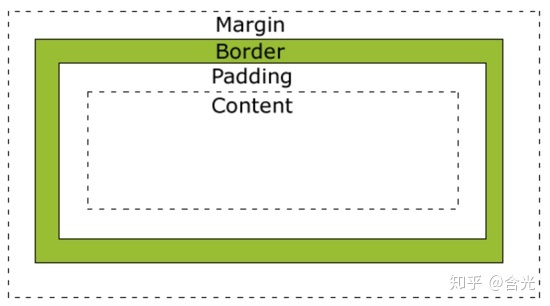 Margin
Border
Padding
Content
知乎 @含光